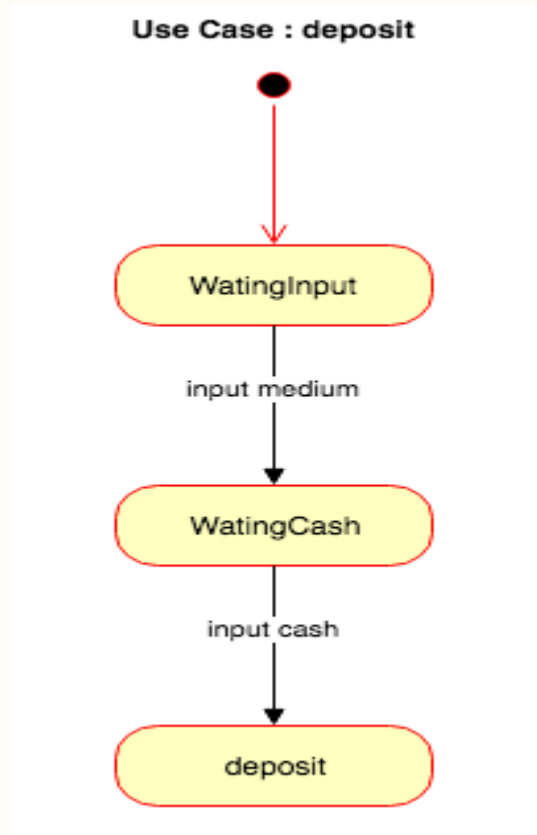 Use Case : deposit
WatingInput
input medium
WatingCash
input cash
deposit